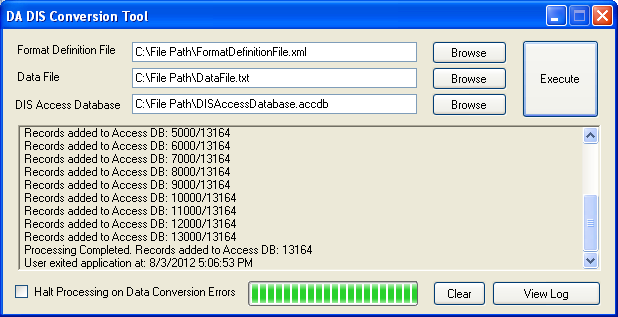 DA DIS Conversion Tool
Format Definition File C:\File Path\FormatDefinitionFile.xml Browse
Execute
Data File C:\File Path\DataFile.txt Browse
DIS Access Database C:\File Path\DISAccessDatabase.accdb Browse
Records added to Access DB: 5000/13164
Records added to Access DB: 6000/13164
Records added to Access DB: 7000/13164
Records added to Access DB: 8000/13164
Records added to Access DB: 9000/13164
Records added to Access DB: 10000/13164
Records added to Access DB: 11000/13164
Records added to Access DB: 12000/13164
Records added to Access DB: 13000/13164
Processing Completed. Records added to Access DB: 13164
User exited application at: 8/3/2012 5:06:53 PM
Halt Processing on Data Conversion Errors Clear View Log